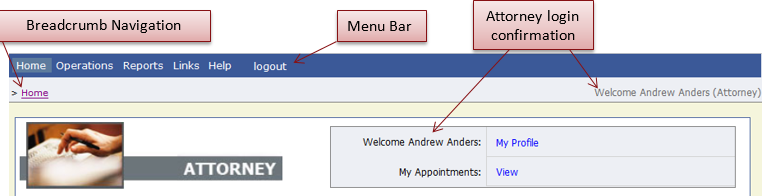 Breadcrumb Navigation
Menu Bar
Attorney login
confirmation
Home Operations Reports Links Help logout
> Home
Welcome Andrew Anders (Attorney)
ATTORNEY
Welcome Andrew Anders: My Profile
My Appointments: View